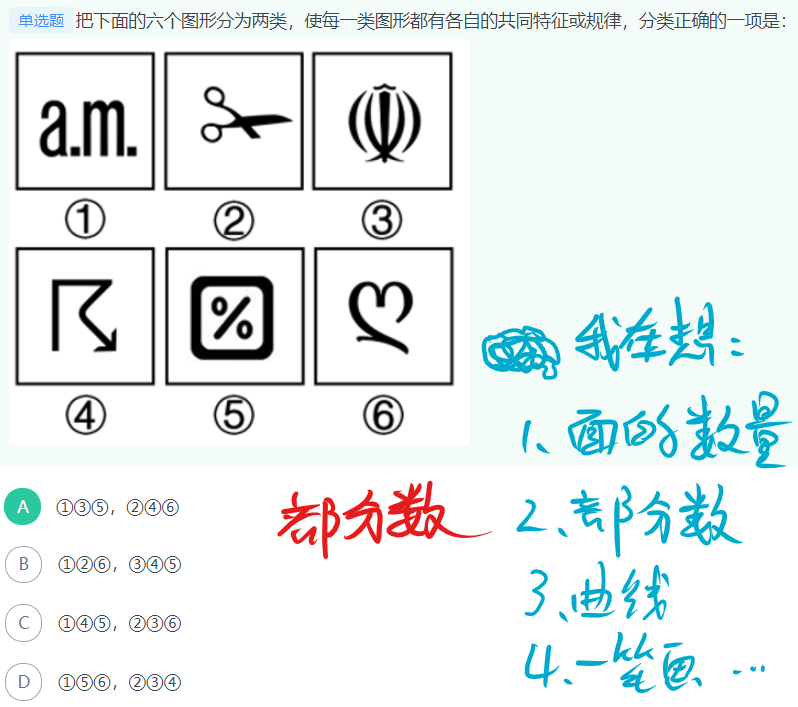 单选题 把下面的六个图形分为两类，使每一类图形都有各自的共同特征或规律，分类正确的一项是：
a.m.
① ② ③
%
④ ⑤ ⑥
我在想：
1、面的数量
A ①③⑤，②④⑥
部分数
2、部分数
B ①②⑥，③④⑤
3、曲线
C ①④⑤，②③⑥
4、一笔画…
D ①⑤⑥，②③④